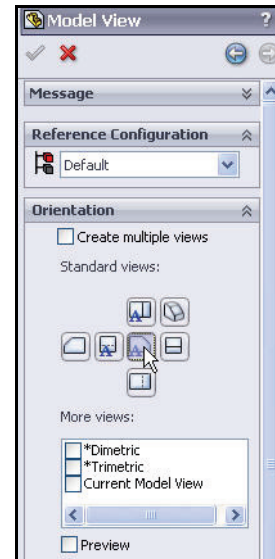 Model View ?
Message
Reference Configuration
Default
Orientation
Create multiple views
Standard views:
More views:
*Dimetric
*Trimetric
Current Model View
Preview